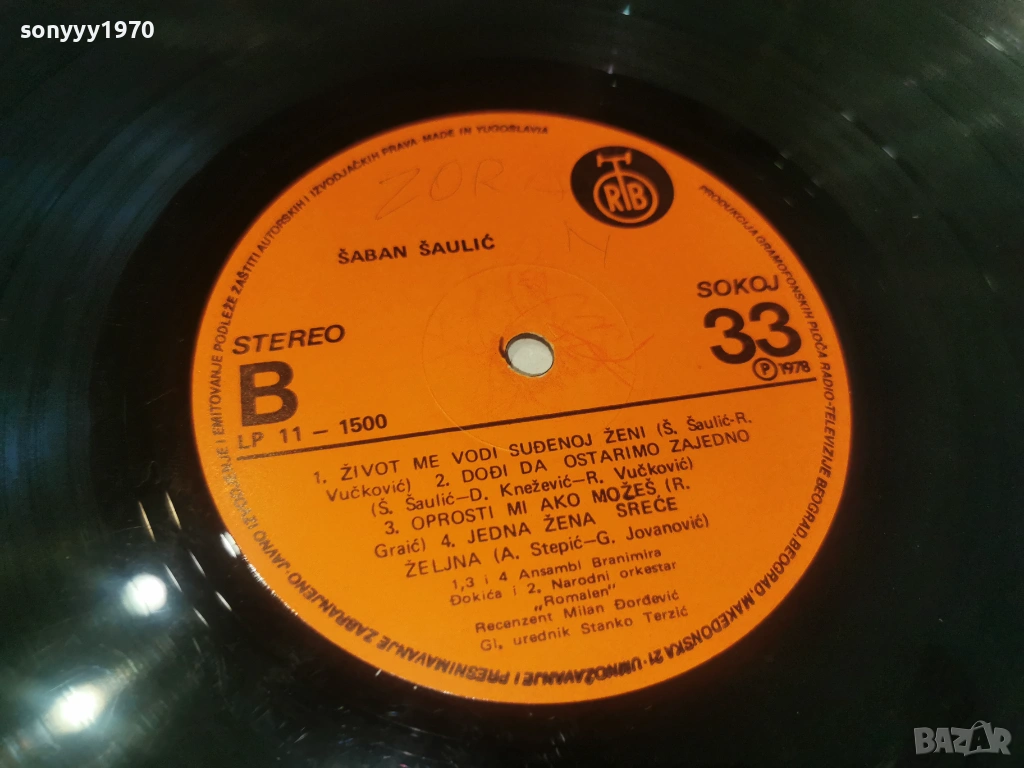 sonyyy1970
UMNOŽAVANJE I PRESNIMAVANJE ZABRANJENO·JAVNO IZVODJENJE I EMITOVANJE PODLEŽE ZAŠTITI AUTORSKIH I IZVODJAČKIH PRAVA MADE IN YUGOSLAVIA
PRODUKCIJA GRAMOFONSKIH PLOČA RADIO-TELEVIZIJE BEOGRAD, BEOGRAD, MAKEDONSKA 21
ZOR
RTB
N
ŠABAN ŠAULIĆ
SOKOJ
STEREO
33
B
Ⓟ 1978
LP 11 – 1500
1. ŽIVOT ME VODI SUĐENOJ ŽENI (Š. Šaulić-R.
Vučković) 2. DOĐI DA OSTARIMO ZAJEDNO
(Š. Šaulić–D. Knežević–R. Vučković)
3. OPROSTI MI AKO MOŽEŠ (R.
Graić) 4. JEDNA ŽENA SREĆE
ŽELJNA (A. Stepić–G. Jovanović)
1,3 i 4 Ansambl Branimira
Đokića i 2. Narodni orkestar
„Romalen"
Recenzent Milan Đorđević
Gl. urednik Stanko Terzić
BAZAR